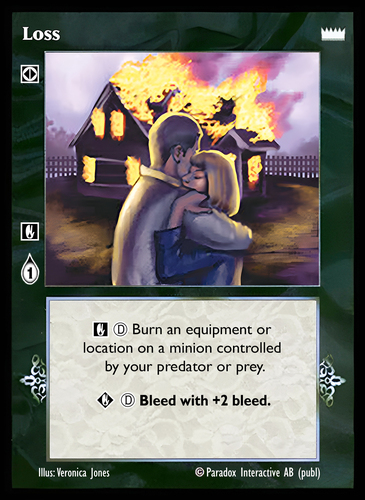 Loss
1
Ⓓ Burn an equipment or
location on a minion controlled
by your predator or prey.
Ⓓ Bleed with +2 bleed.
Illus: Veronica Jones
© Paradox Interactive AB (publ)